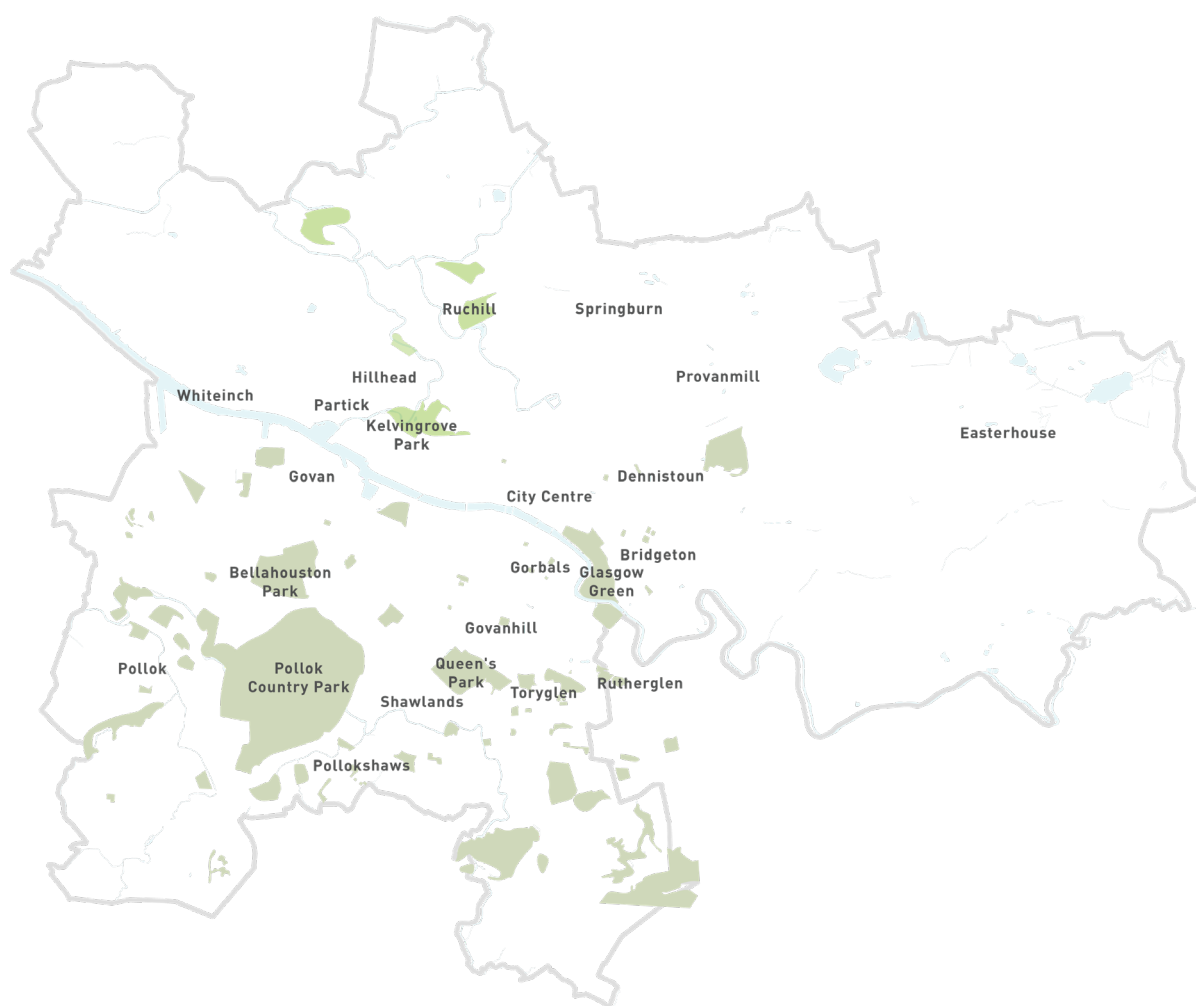 Ruchill
Springburn
Hillhead
Provanmill
Whiteinch
Partick
Kelvingrove
Park
Easterhouse
Govan
Dennistoun
City Centre
Bridgeton
Gorbals
Glasgow
Green
Bellahouston
Park
Govanhill
Pollok
Pollok
Country Park
Queen's
Park
Toryglen
Rutherglen
Shawlands
Pollokshaws